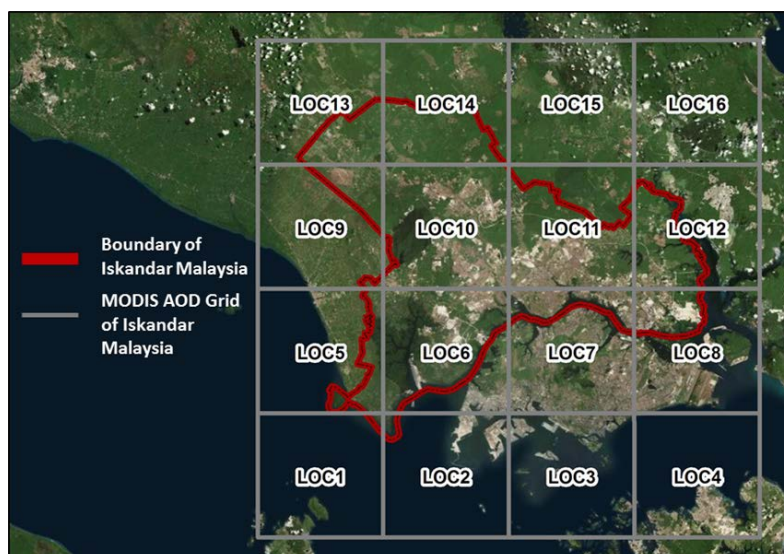 LOC13 LOC14 LOC15 LOC16
LOC9 LOC10 LOC11 LOC12
Boundary of
Iskandar Malaysia
MODIS AOD Grid
of Iskandar
Malaysia
LOC5 LOC6 LOC7 LOC8
LOC1 LOC2 LOC3 LOC4